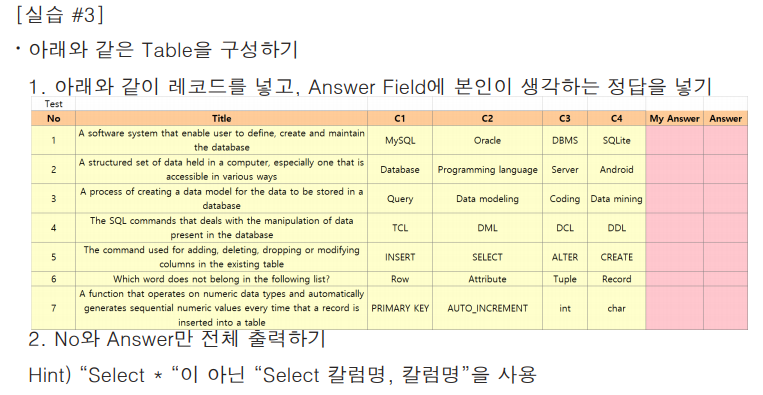 [실습 #3]
· 아래와 같은 Table을 구성하기
1. 아래와 같이 레코드를 넣고, Answer Field에 본인이 생각하는 정답을 넣기
Test
No Title C1 C2 C3 C4 My Answer Answer
1 A software system that enable user to define, create and maintain the database MySQL Oracle DBMS SQLite
2 A structured set of data held in a computer, especially one that is accessible in various ways Database Programming language Server Android
3 A process of creating a data model for the data to be stored in a database Query Data modeling Coding Data mining
4 The SQL commands that deals with the manipulation of data present in the database TCL DML DCL DDL
5 The command used for adding, deleting, dropping or modifying columns in the existing table INSERT SELECT ALTER CREATE
6 Which word does not belong in the following list? Row Attribute Tuple Record
7 A function that operates on numeric data types and automatically generates sequential numeric values every time that a record is inserted into a table PRIMARY KEY AUTO_INCREMENT int char
2. No와 Answer만 전체 출력하기
Hint) “Select * “이 아닌 “Select 칼럼명, 칼럼명”을 사용